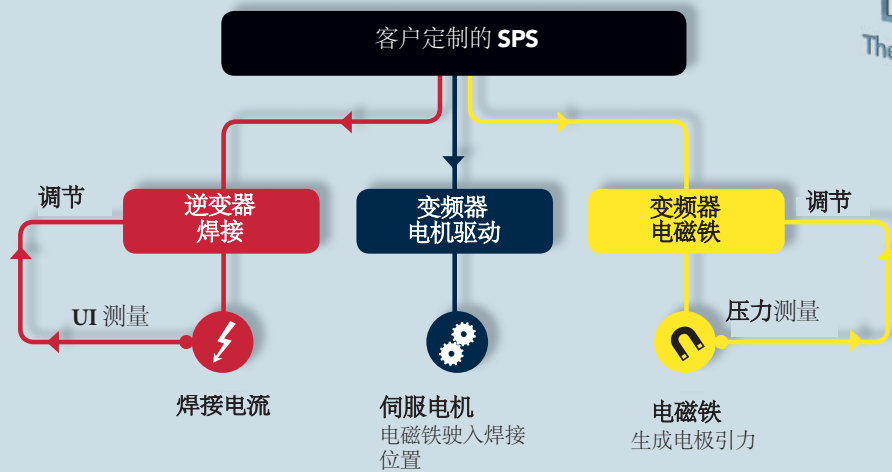 客户定制的 SPS
The
逆变器
焊接
变频器
电机驱动
变频器
电磁铁
调节
调节
UI 测量
压力测量
焊接电流
伺服电机
电磁铁驶入焊接
位置
电磁铁
生成电极引力